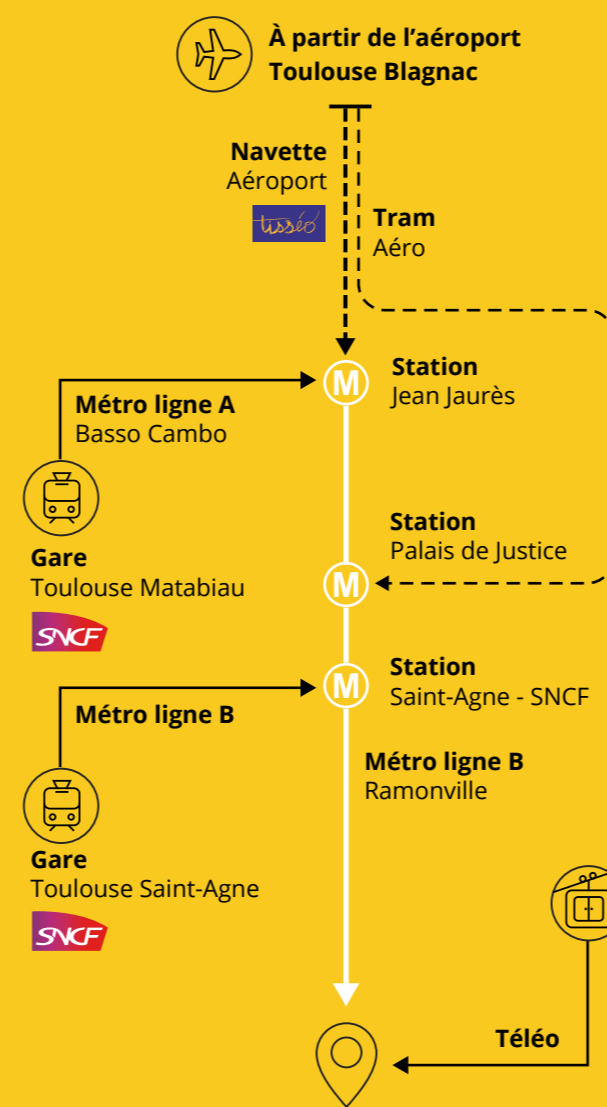 À partir de l’aéroport
Toulouse Blagnac
Navette
Aéroport
tisséo
Tram
Aéro
M
Station
Jean Jaurès
Métro ligne A
Basso Cambo
Gare
Toulouse Matabiau
SNCF
Station
Palais de Justice
M
M
Station
Saint-Agne - SNCF
Métro ligne B
Métro ligne B
Ramonville
Gare
Toulouse Saint-Agne
SNCF
Téléo